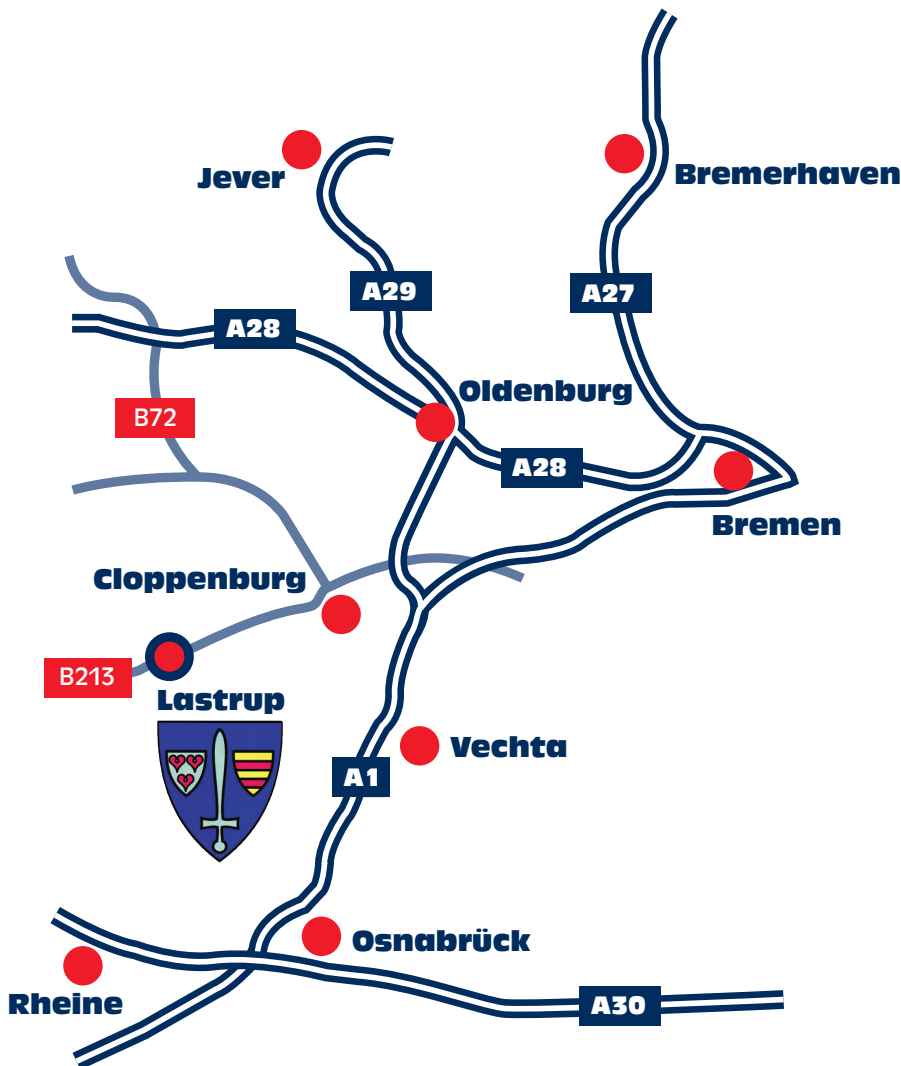 Jever
Bremerhaven
A29
A27
A28
Oldenburg
B72
A28
Bremen
Cloppenburg
B213
Lastrup
Vechta
A1
Osnabrück
Rheine
A30